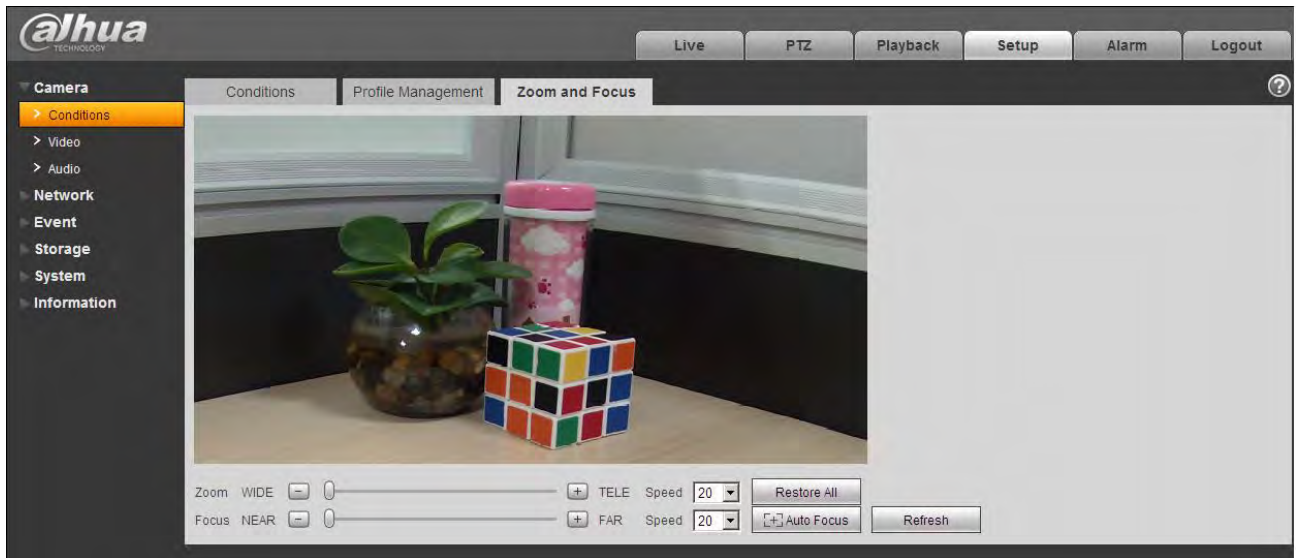 alhua
TECHNOLOGY
Live PTZ Playback Setup Alarm Logout
Camera
Conditions
Video
Audio
Network
Event
Storage
System
Information
Conditions Profile Management Zoom and Focus
?
Zoom WIDE - + TELE Speed 20 Restore All
Focus NEAR - + FAR Speed 20 [+] Auto Focus Refresh